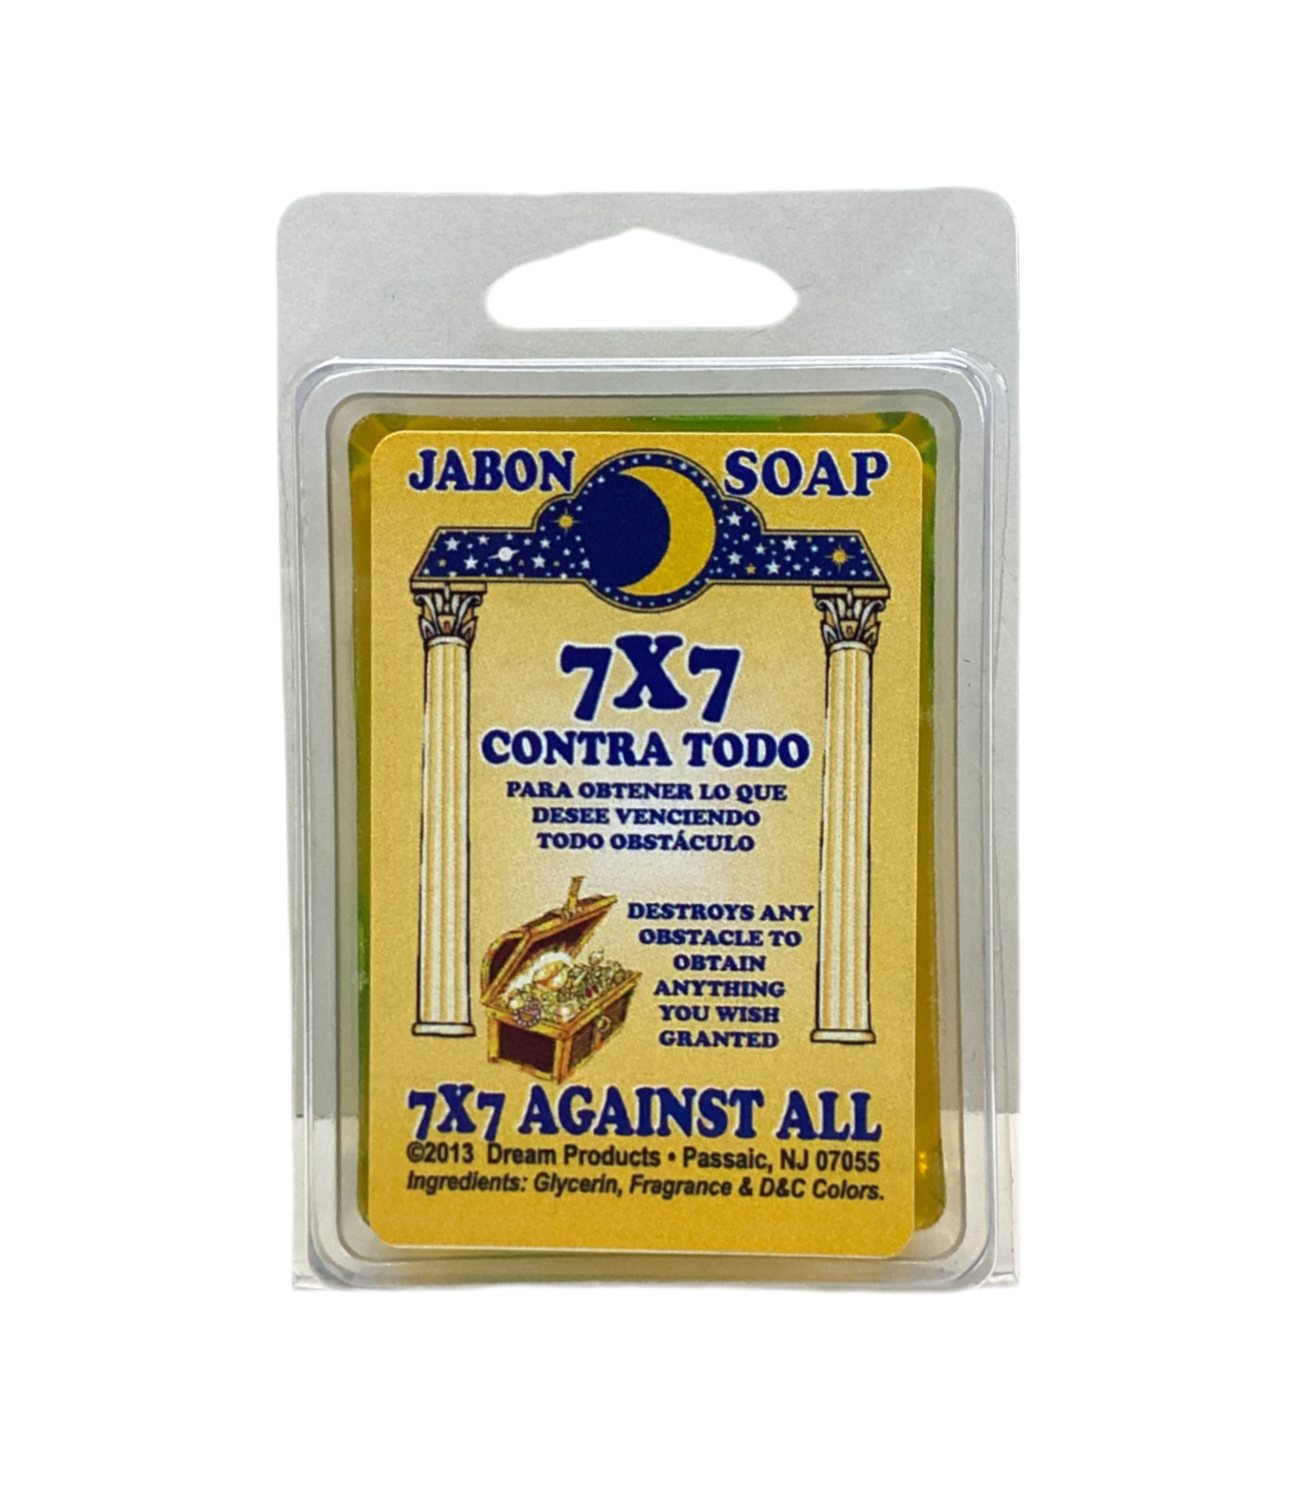 JABON SOAP
7X7
CONTRA TODO
PARA OBTENER LO QUE
DESEE VENCIENDO
TODO OBSTÁCULO
DESTROYS ANY
OBSTACLE TO
OBTAIN
ANYTHING
YOU WISH
GRANTED
7X7 AGAINST ALL
©2013 Dream Products • Passaic, NJ 07055
Ingredients: Glycerin, Fragrance & D&C Colors.